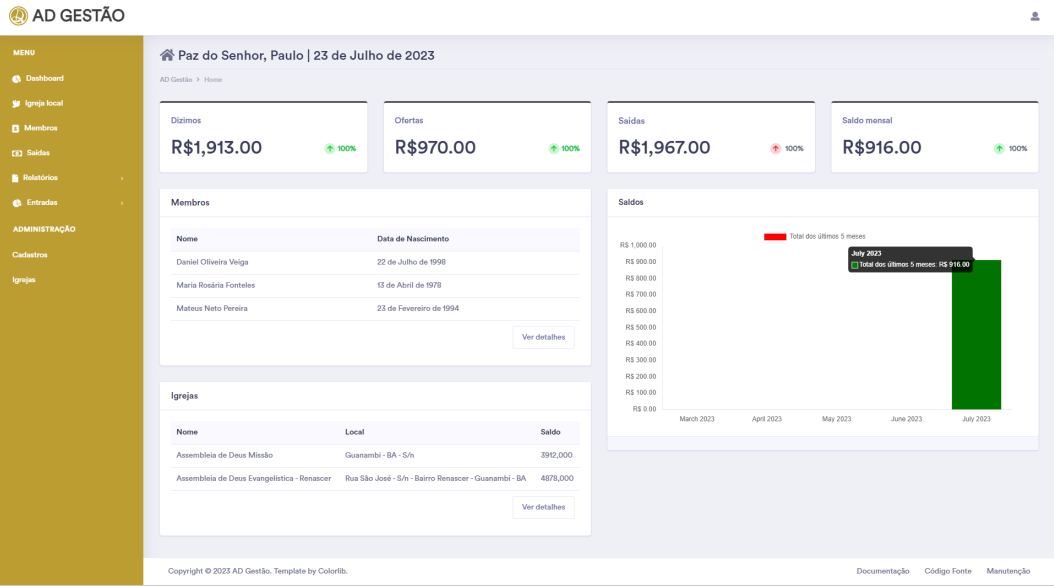 AD GESTÃO
MENU
Dashboard
Igreja local
Membros
Saídas
Relatórios
Entradas
ADMINISTRAÇÃO
Cadastros
Igrejas
Paz do Senhor, Paulo | 23 de Julho de 2023
AD Gestão > Home
Dízimos
R$1,913.00 100%
Ofertas
R$970.00 100%
Saídas
R$1,967.00 100%
Saldo mensal
R$916.00 100%
Membros
Nome Data de Nascimento
Daniel Oliveira Veiga 22 de Julho de 1998
Maria Rosária Fonteles 13 de Abril de 1978
Mateus Neto Pereira 23 de Fevereiro de 1994
Ver detalhes
Igrejas
Nome Local Saldo
Assembleia de Deus Missão Guanambi - BA - S/n 3912,000
Assembleia de Deus Evangelística - Renascer Rua São José - S/n - Bairro Renascer - Guanambi - BA 4878,000
Ver detalhes
Saldos
Total dos últimos 5 meses
July 2023
Total dos últimos 5 meses: R$ 916.00
R$ 1,000.00
R$ 900.00
R$ 800.00
R$ 700.00
R$ 600.00
R$ 500.00
R$ 400.00
R$ 300.00
R$ 200.00
R$ 100.00
R$ 0.00
March 2023 April 2023 May 2023 June 2023 July 2023
Copyright © 2023 AD Gestão. Template by Colorlib.
Documentação Código Fonte Manutenção